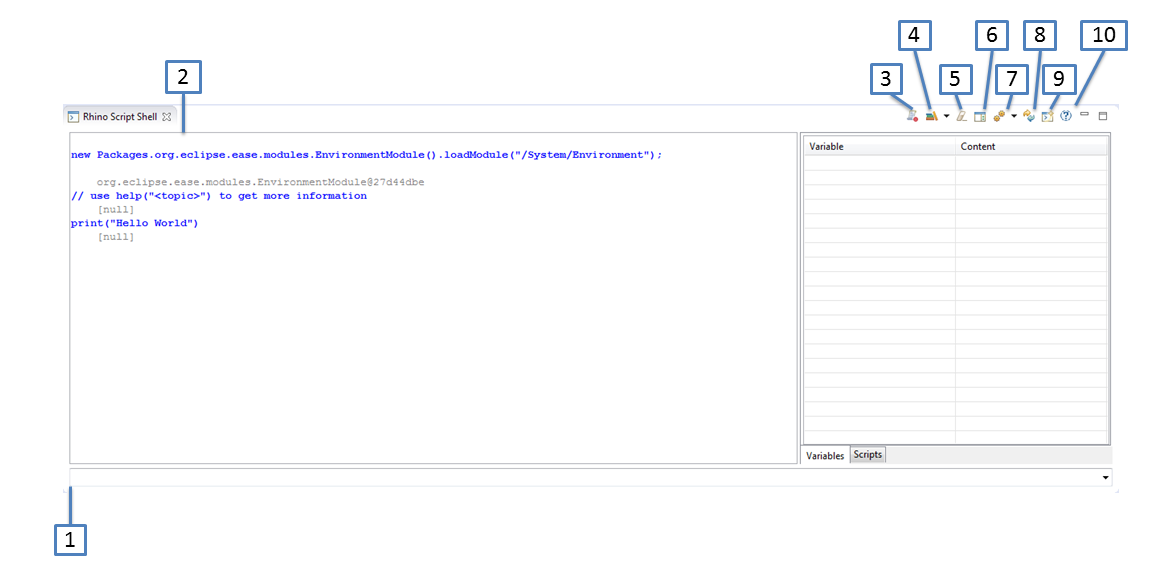 4 6 8 10
2 3 5 7 9
Rhino Script Shell
new Packages.org.eclipse.ease.modules.EnvironmentModule().loadModule("/System/Environment");
org.eclipse.ease.modules.EnvironmentModule@27d44dbe
// use help("<topic>") to get more information
[null]
print("Hello World")
[null]
Variable Content
Variables Scripts
1